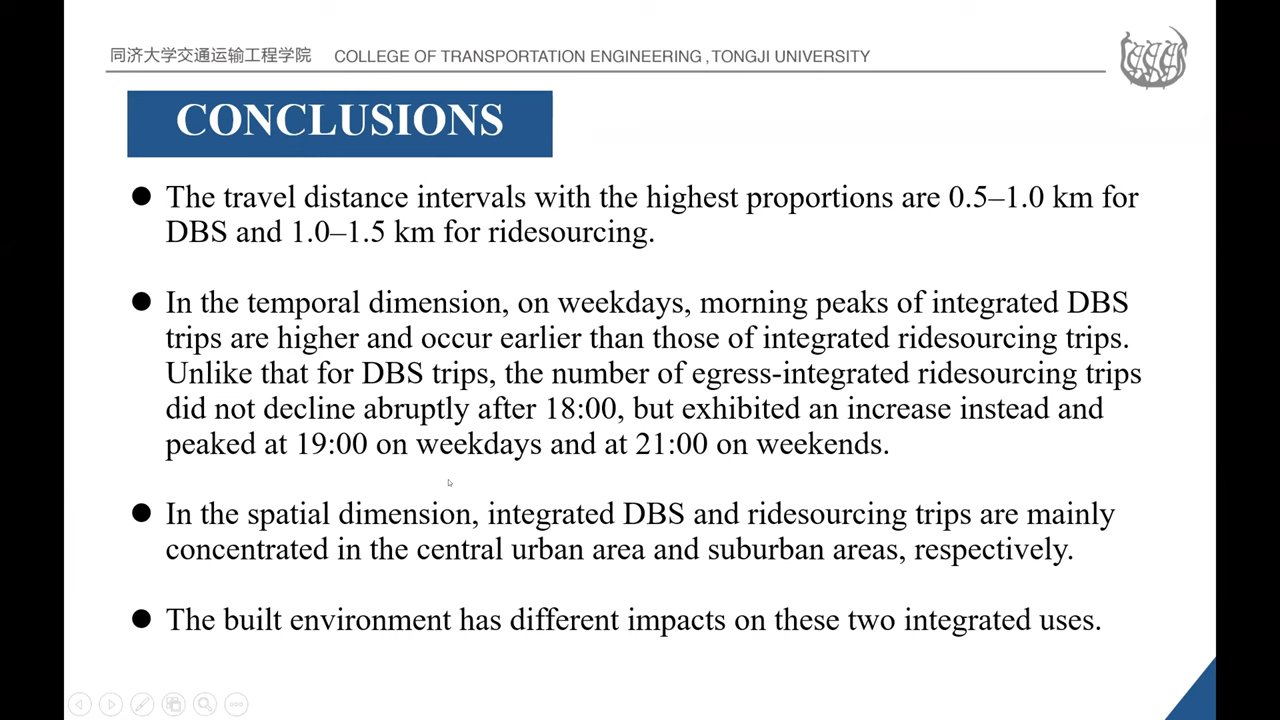 同济大学交通运输工程学院 COLLEGE OF TRANSPORTATION ENGINEERING , TONGJI UNIVERSITY
CONCLUSIONS
● The travel distance intervals with the highest proportions are 0.5–1.0 km for
DBS and 1.0–1.5 km for ridesourcing.
● In the temporal dimension, on weekdays, morning peaks of integrated DBS
trips are higher and occur earlier than those of integrated ridesourcing trips.
Unlike that for DBS trips, the number of egress-integrated ridesourcing trips
did not decline abruptly after 18:00, but exhibited an increase instead and
peaked at 19:00 on weekdays and at 21:00 on weekends.
● In the spatial dimension, integrated DBS and ridesourcing trips are mainly
concentrated in the central urban area and suburban areas, respectively.
● The built environment has different impacts on these two integrated uses.